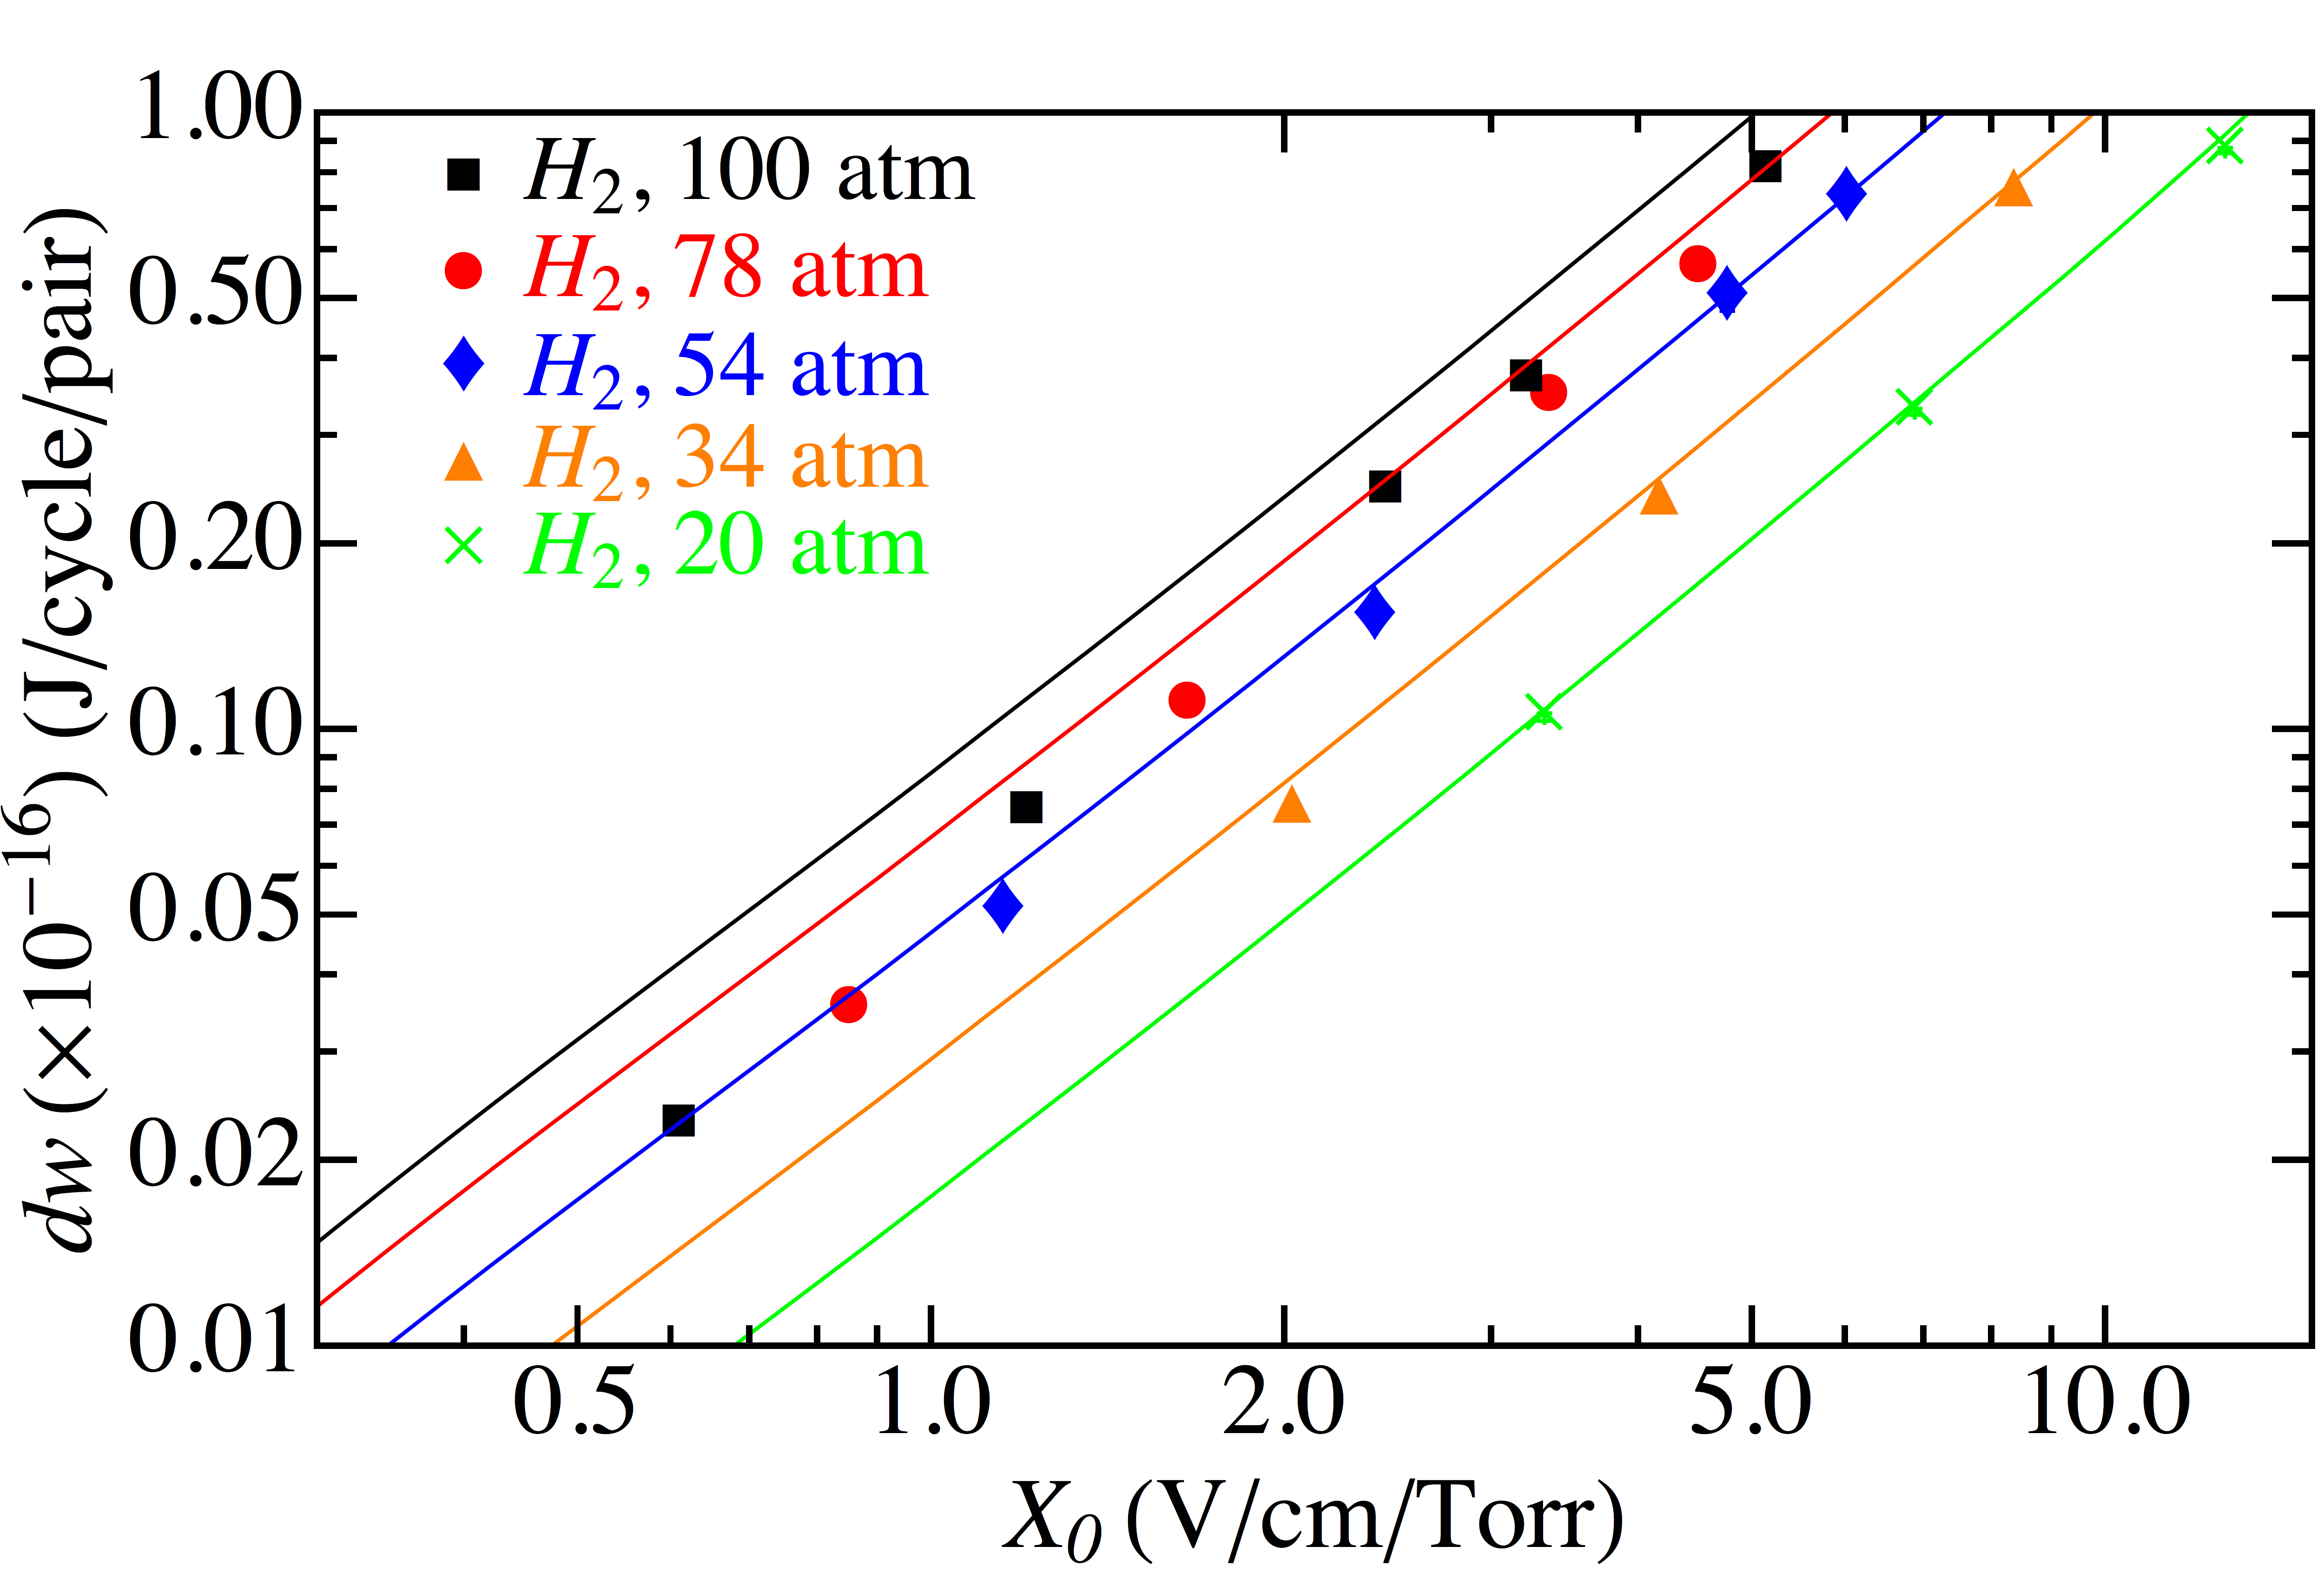 1.00
0.50
0.20
0.10
0.05
0.02
0.01
dw (×10⁻¹⁶) (J/cycle/pair)
H₂, 100 atm
H₂, 78 atm
H₂, 54 atm
H₂, 34 atm
H₂, 20 atm
0.5 1.0 2.0 5.0 10.0
X₀ (V/cm/Torr)